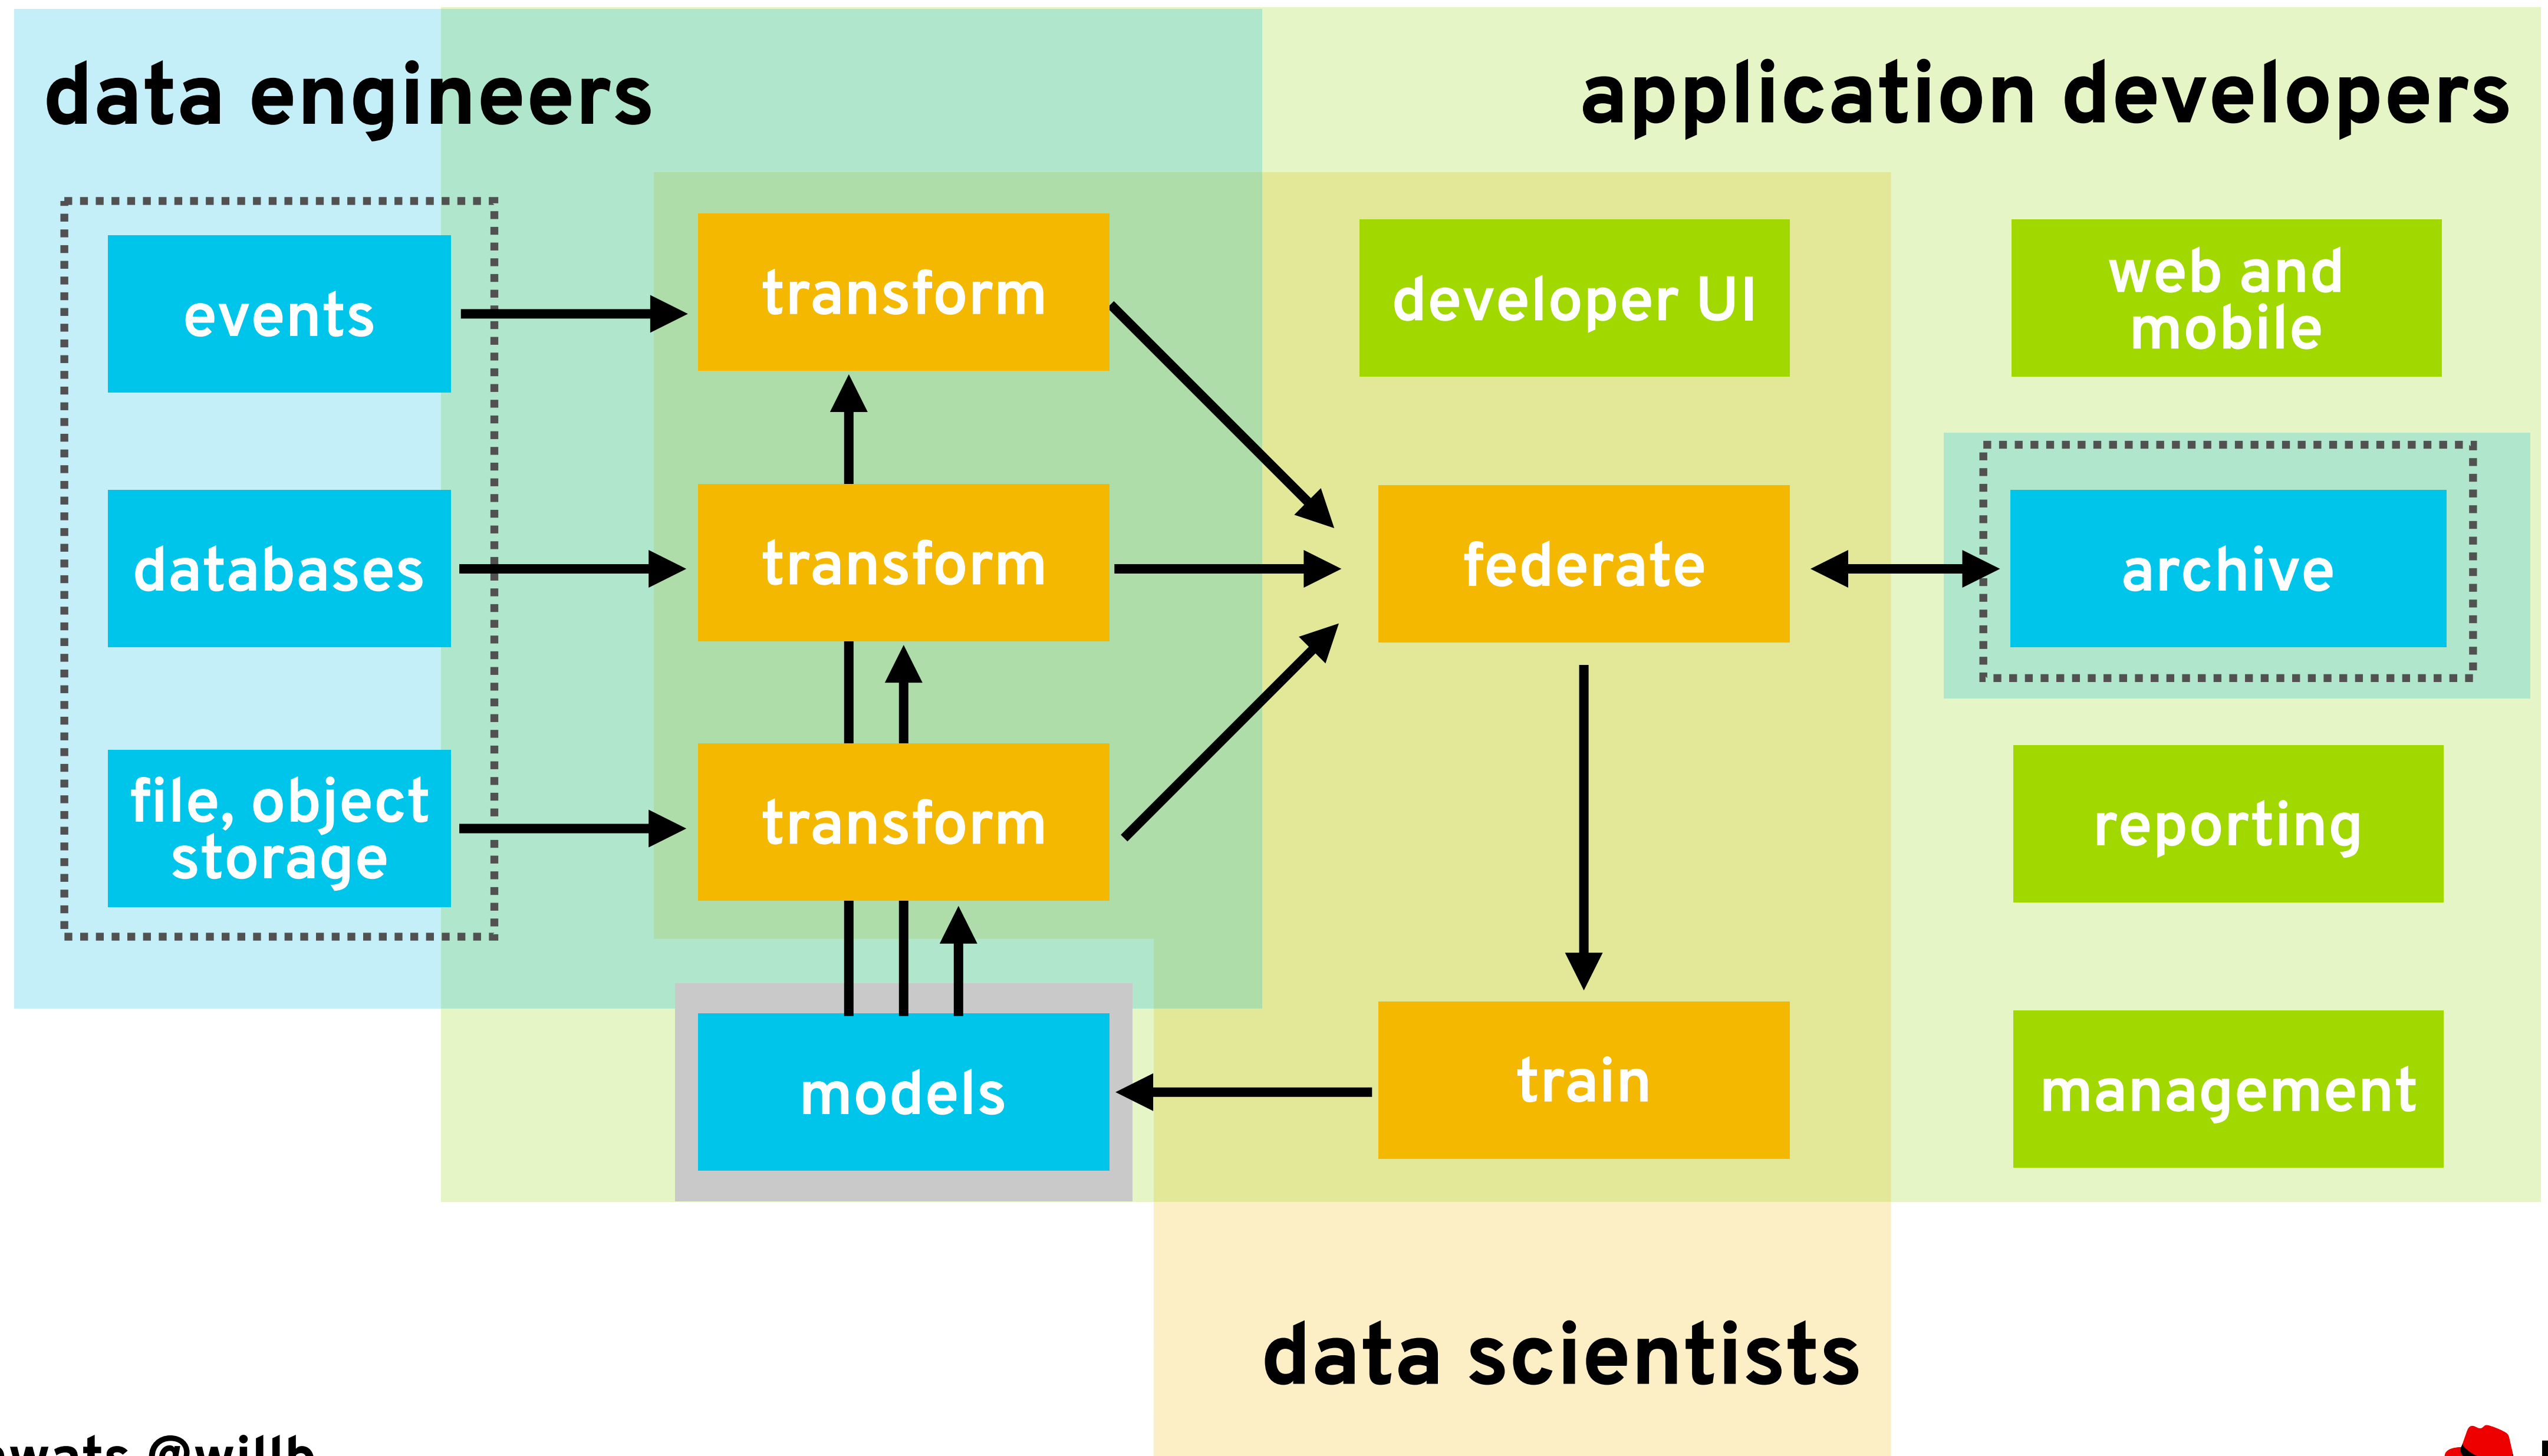 data engineers
application developers
events
transform
developer UI
web and
mobile
databases
transform
federate
archive
file, object
storage
transform
reporting
models
train
management
data scientists
@willb